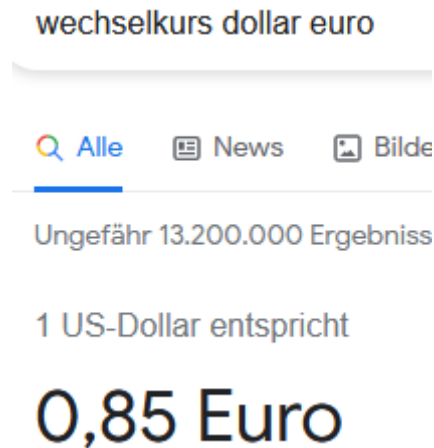 wechselkurs dollar euro
Alle News Bilde
Ungefähr 13.200.000 Ergebniss
1 US-Dollar entspricht
0,85 Euro